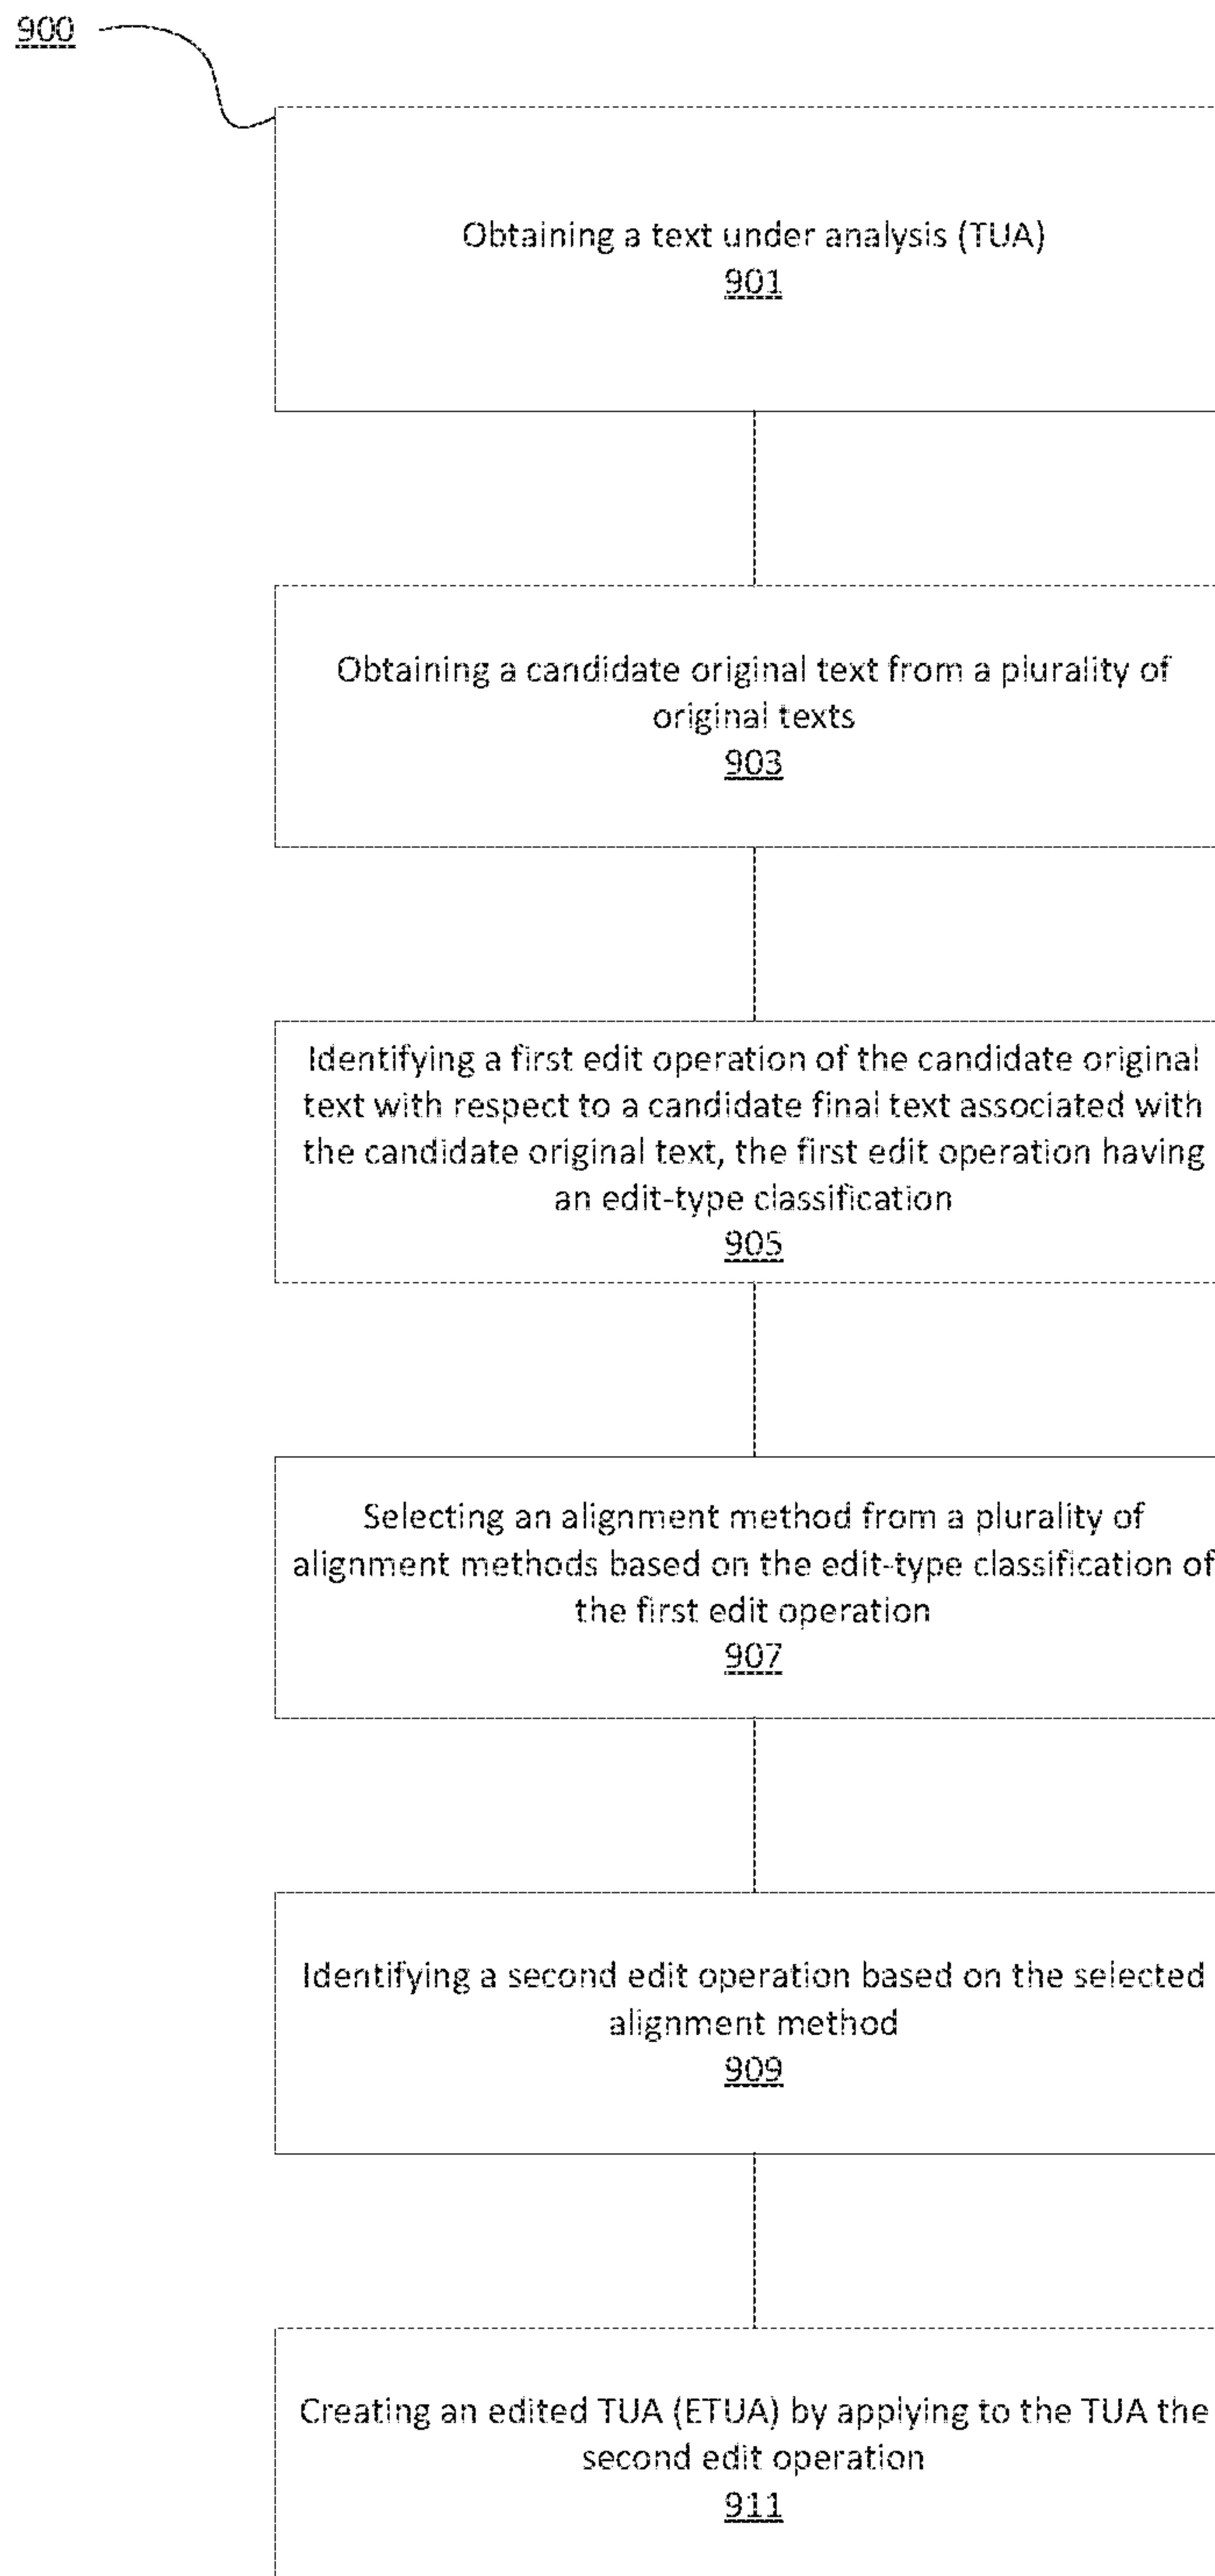 900
Obtaining a text under analysis (TUA)
901
Obtaining a candidate original text from a plurality of
original texts
903
Identifying a first edit operation of the candidate original
text with respect to a candidate final text associated with
the candidate original text, the first edit operation having
an edit-type classification
905
Selecting an alignment method from a plurality of
alignment methods based on the edit-type classification of
the first edit operation
907
Identifying a second edit operation based on the selected
alignment method
909
Creating an edited TUA (ETUA) by applying to the TUA the
second edit operation
911